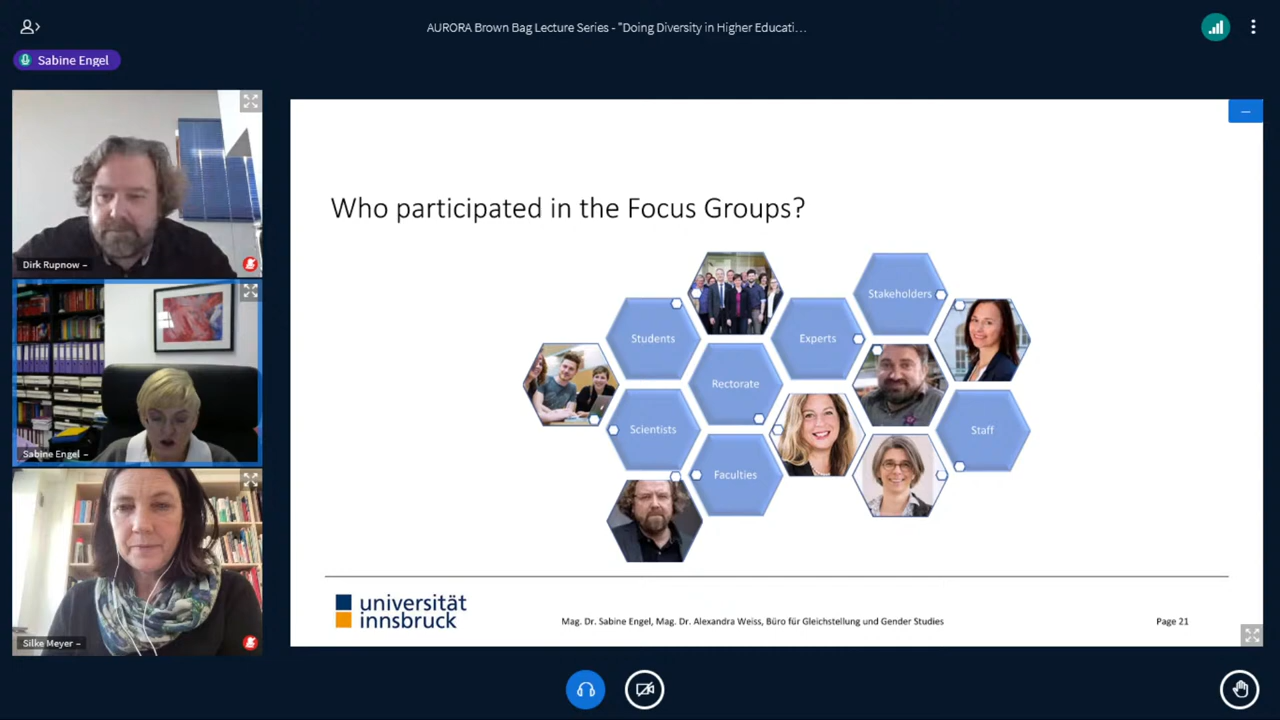 AURORA Brown Bag Lecture Series - "Doing Diversity in Higher Educati…
Sabine Engel
Dirk Rupnow –
Sabine Engel –
Silke Meyer –
Who participated in the Focus Groups?
Stakeholders
Students
Experts
Rectorate
Scientists
Staff
Faculties
universität
innsbruck
Mag. Dr. Sabine Engel, Mag. Dr. Alexandra Weiss, Büro für Gleichstellung und Gender Studies
Page 21